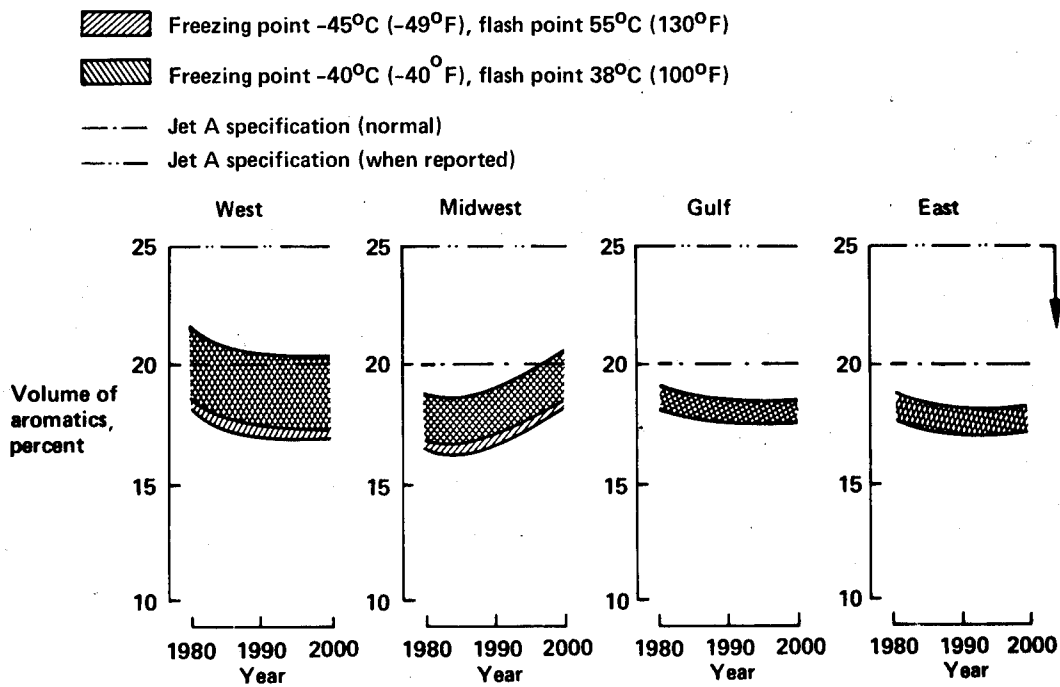 Freezing point –45°C (–49°F), flash point 55°C (130°F)
Freezing point –40°C (–40°F), flash point 38°C (100°F)
Jet A specification (normal)
Jet A specification (when reported)
West
Midwest
Gulf
East
Volume of
aromatics,
percent
25
20
15
10
1980 1990 2000
Year
25
20
15
10
1980 1990 2000
Year
25
20
15
10
1980 1990 2000
Year
25
20
15
10
1980 1990 2000
Year